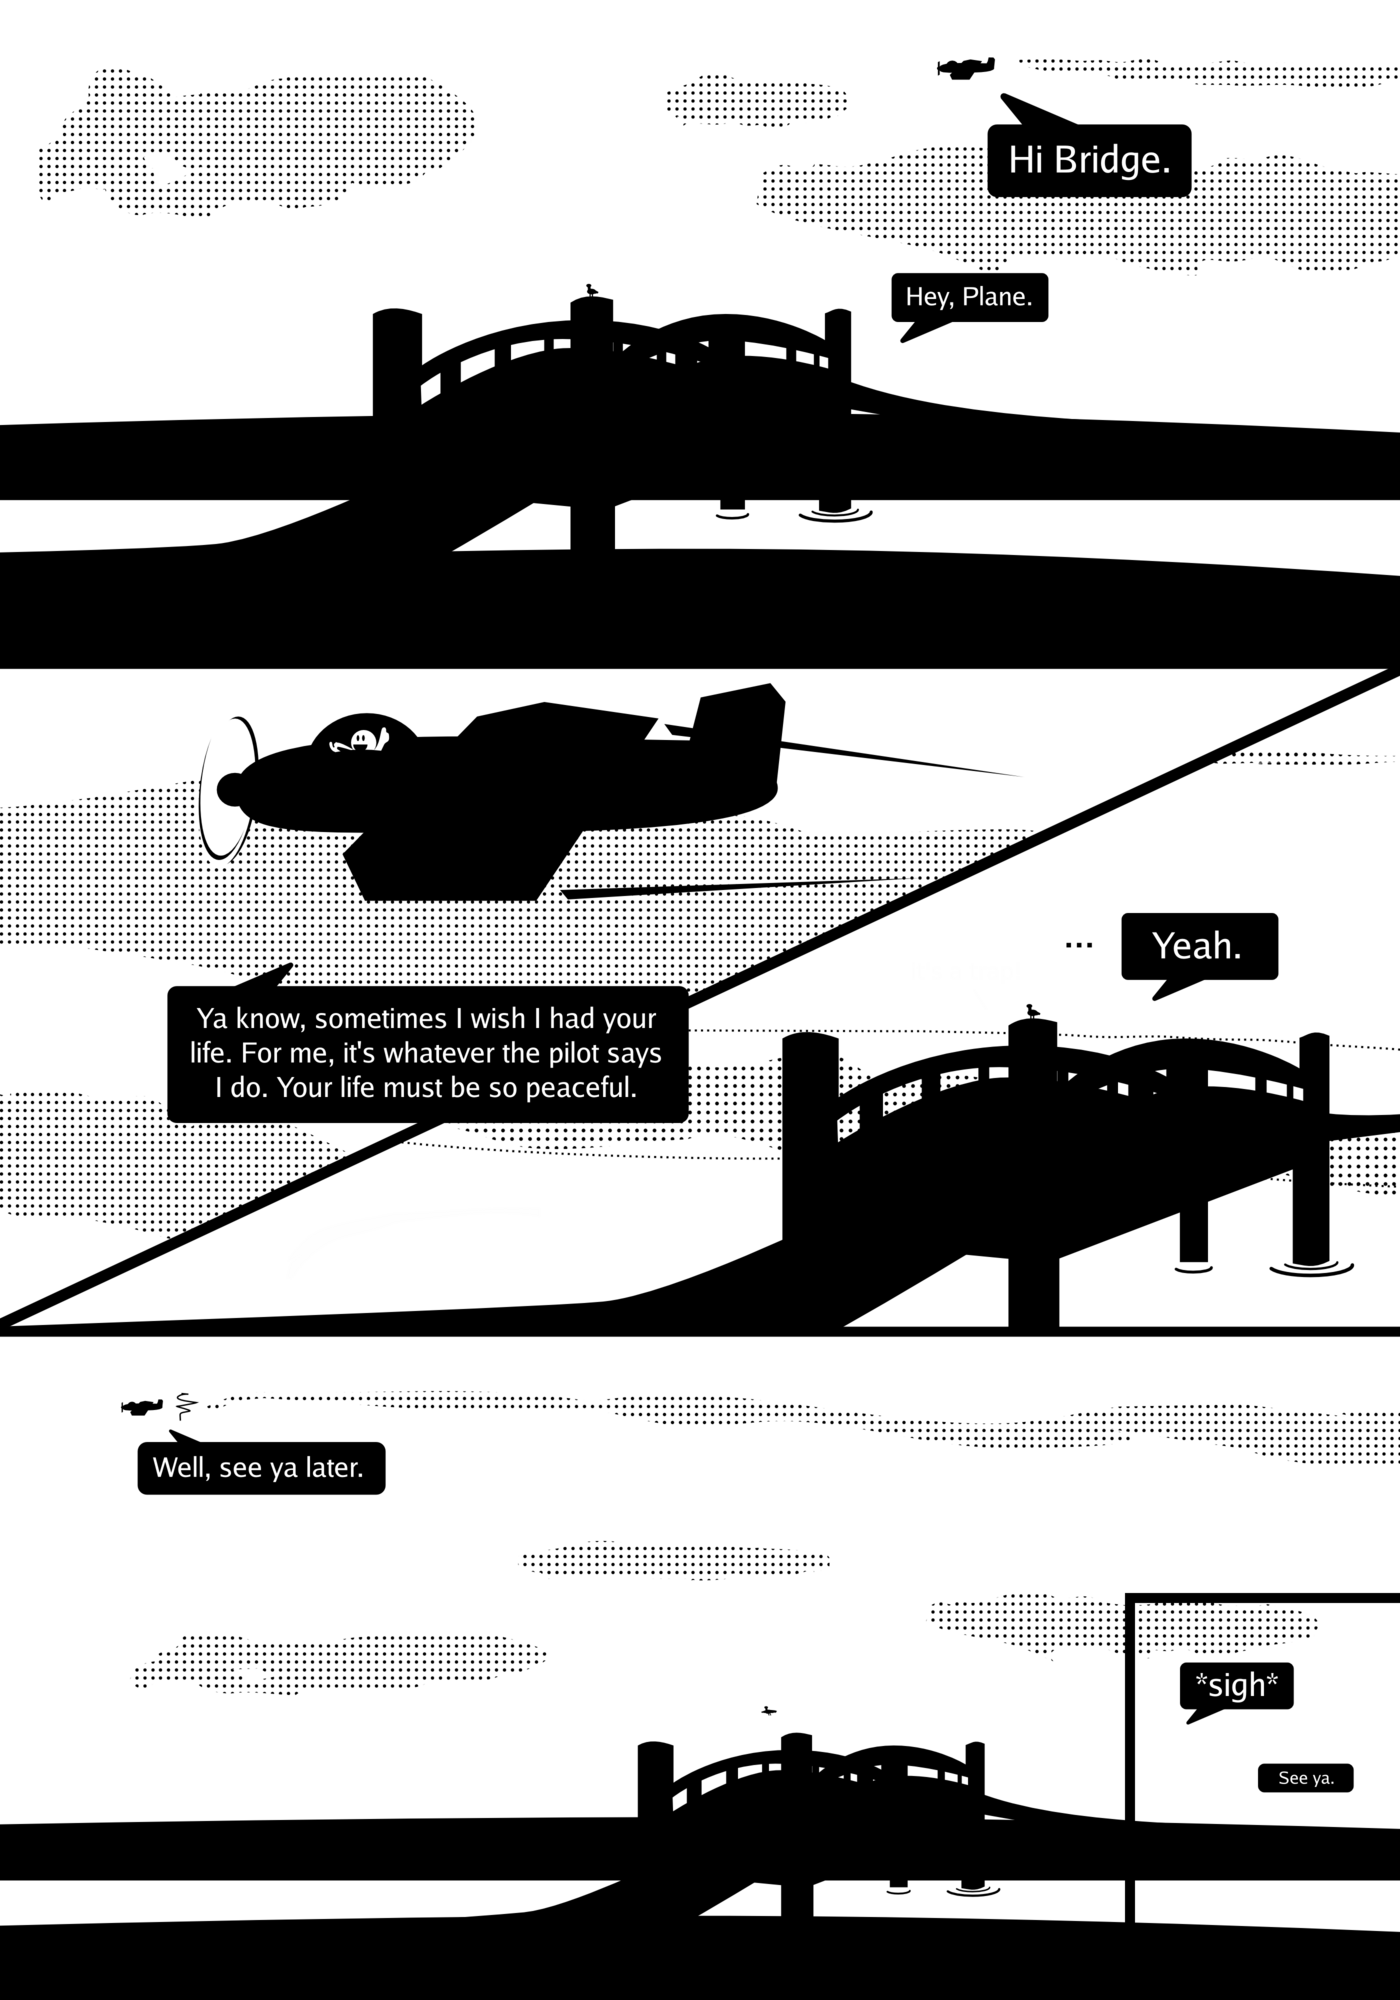 Hi Bridge.
Hey, Plane.
Ya know, sometimes I wish I had your
life. For me, it's whatever the pilot says
I do. Your life must be so peaceful.
... Yeah.
Well, see ya later.
*sigh*
See ya.